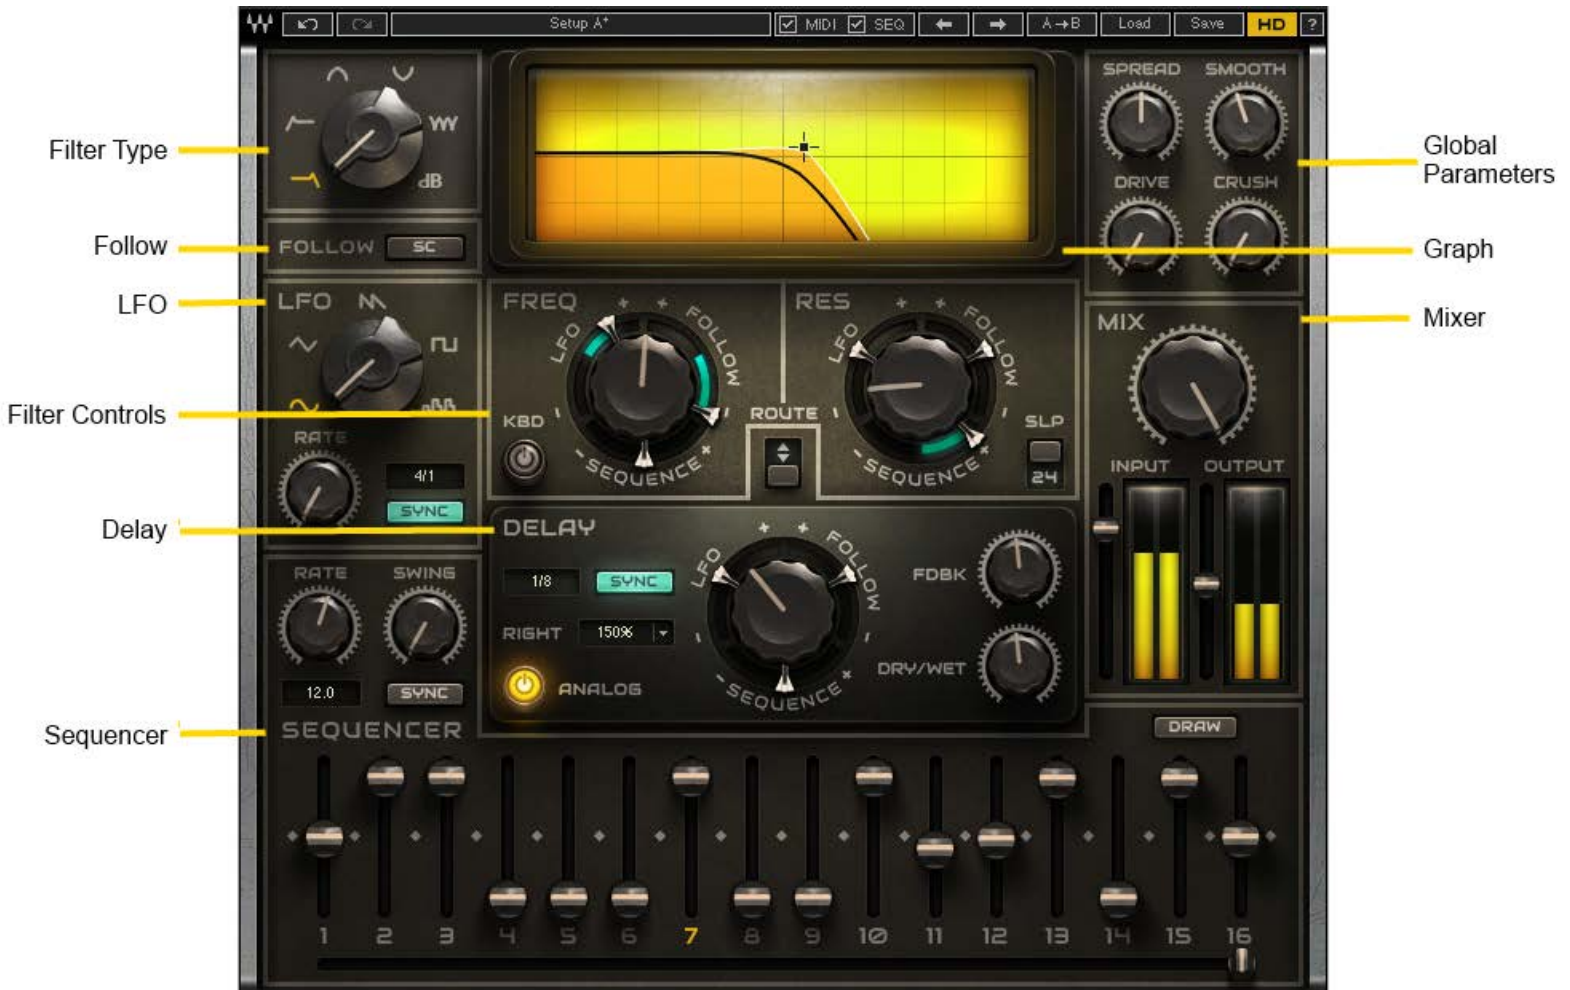 Setup A*
MIDI
SEQ
A→B
Load
Save
HD
?
SPREAD
SMOOTH
DRIVE
CRUSH
Filter Type
Global
Parameters
dB
Follow
FOLLOW
SC
Graph
LFO
LFO
FREQ
LFO
FOLLOW
SEQUENCE
KBD
ROUTE
RES
LFO
FOLLOW
SEQUENCE
SLP
24
MIX
Mixer
Filter Controls
RATE
4/1
SYNC
INPUT
OUTPUT
Delay
DELAY
1/8
SYNC
RIGHT
150%
ANALOG
LFO
FOLLOW
SEQUENCE
FDBK
DRY/WET
RATE
SWING
12.0
SYNC
Sequencer
SEQUENCER
DRAW
1 2 3 4 5 6 7 8 9 10 11 12 13 14 15 16